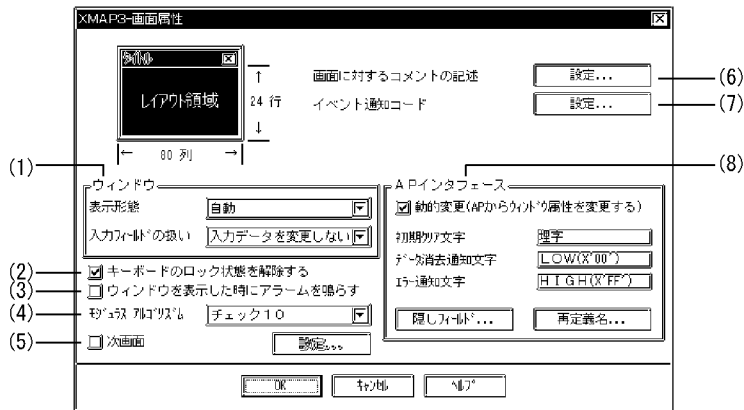 XMAP3-画面属性
タイトル
レイアウト領域
24 行
80 列
画面に対するコメントの記述
設定...
(6)
イベント通知コード
設定...
(7)
(1)
ウィンドウ
表示形態
自動
入力フィールドの扱い
入力データを変更しない
(2)
キーボードのロック状態を解除する
(3)
ウィンドウを表示した時にアラームを鳴らす
(4)
モジュラス アルゴリズム
チェック10
(5)
次画面
設定...
(8)
APインタフェース
動的変更(APからウィンドウ属性を変更する)
初期クリア文字
埋字
データ消去通知文字
LOW(X'00')
エラー通知文字
HIGH(X'FF')
隠しフィールド...
再定義名...
OK
キャンセル
ヘルプ